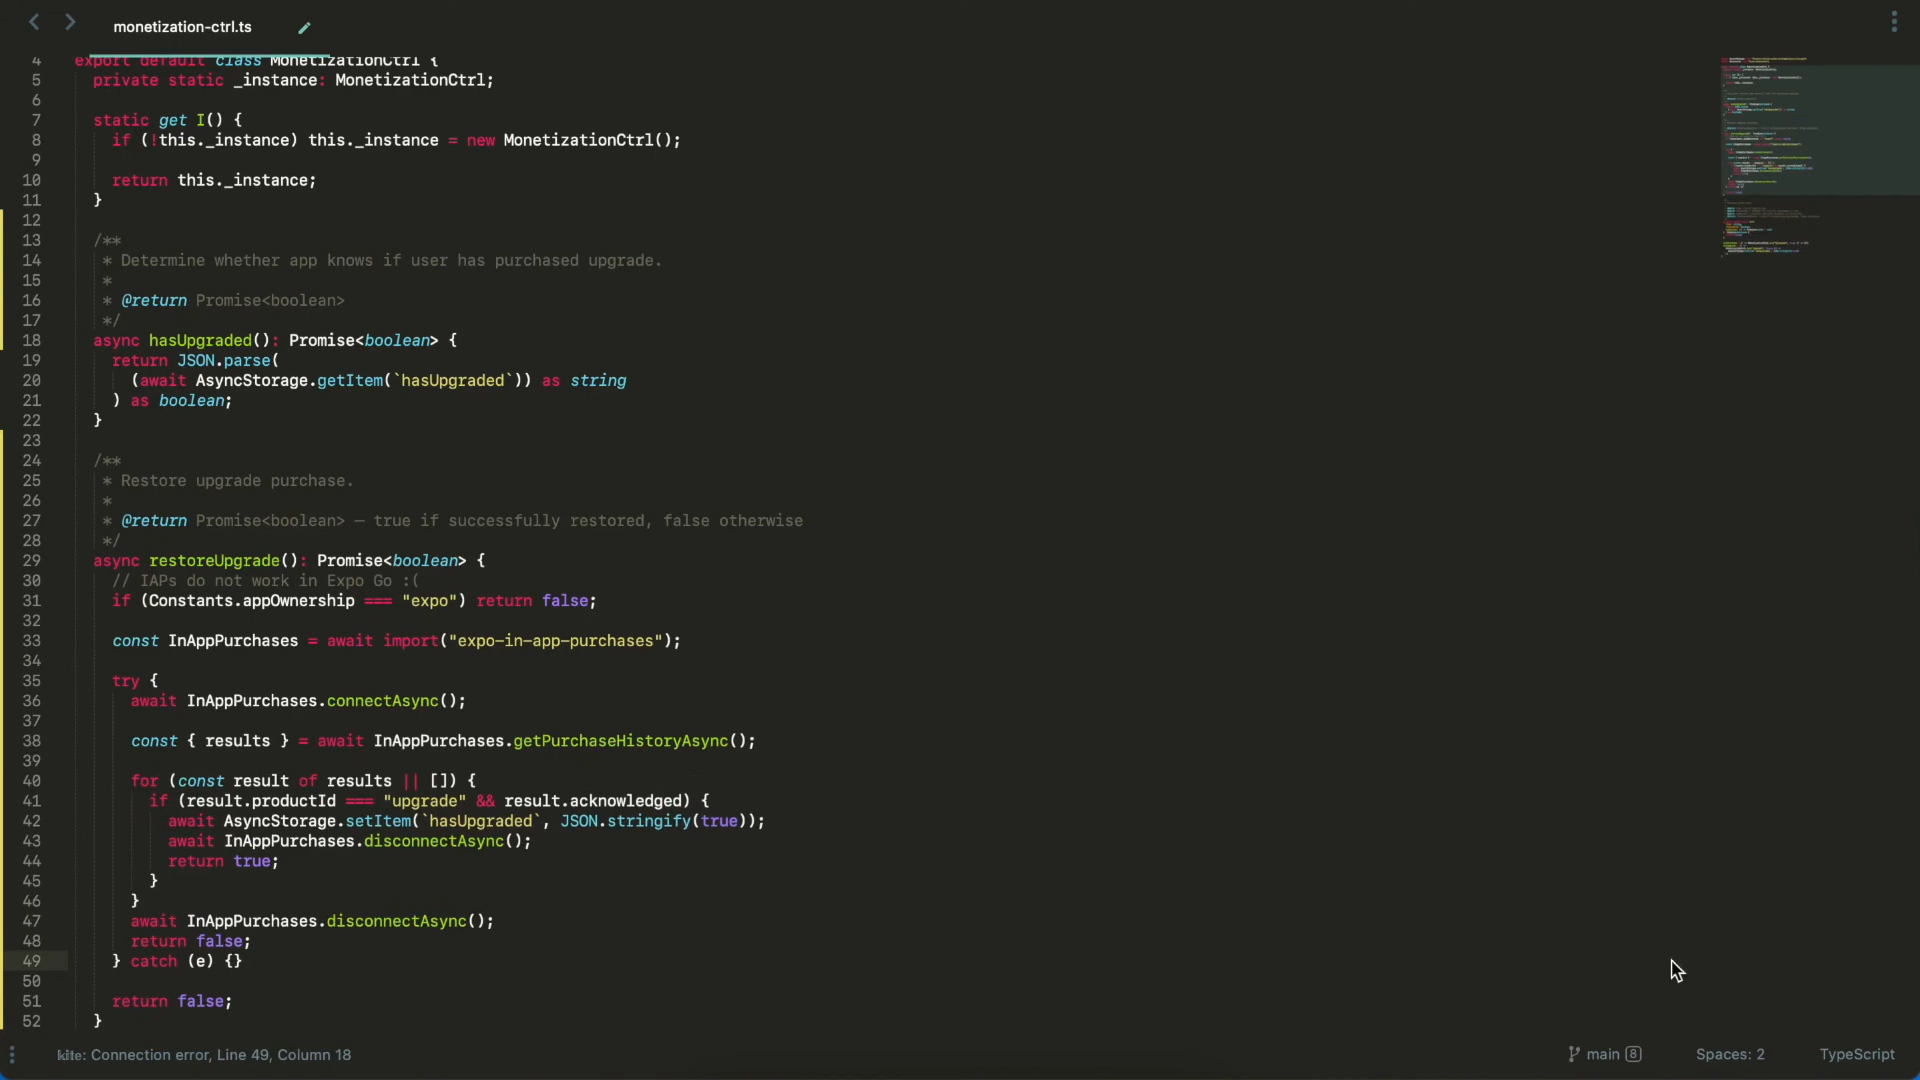 monetization-ctrl.ts
4 export default class MonetizationCtrl {
5 private static _instance: MonetizationCtrl;
6
7 static get I() {
8 if (!this._instance) this._instance = new MonetizationCtrl();
9
10 return this._instance;
11 }
12
13 /**
14 * Determine whether app knows if user has purchased upgrade.
15 *
16 * @return Promise<boolean>
17 */
18 async hasUpgraded(): Promise<boolean> {
19 return JSON.parse(
20 (await AsyncStorage.getItem(`hasUpgraded`)) as string
21 ) as boolean;
22 }
23
24 /**
25 * Restore upgrade purchase.
26 *
27 * @return Promise<boolean> — true if successfully restored, false otherwise
28 */
29 async restoreUpgrade(): Promise<boolean> {
30 // IAPs do not work in Expo Go :(
31 if (Constants.appOwnership === "expo") return false;
32
33 const InAppPurchases = await import("expo-in-app-purchases");
34
35 try {
36 await InAppPurchases.connectAsync();
37
38 const { results } = await InAppPurchases.getPurchaseHistoryAsync();
39
40 for (const result of results || []) {
41 if (result.productId === "upgrade" && result.acknowledged) {
42 await AsyncStorage.setItem(`hasUpgraded`, JSON.stringify(true));
43 await InAppPurchases.disconnectAsync();
44 return true;
45 }
46 }
47 await InAppPurchases.disconnectAsync();
48 return false;
49 } catch (e) {}
50
51 return false;
52 }
kite: Connection error, Line 49, Column 18
main 8
Spaces: 2
TypeScript